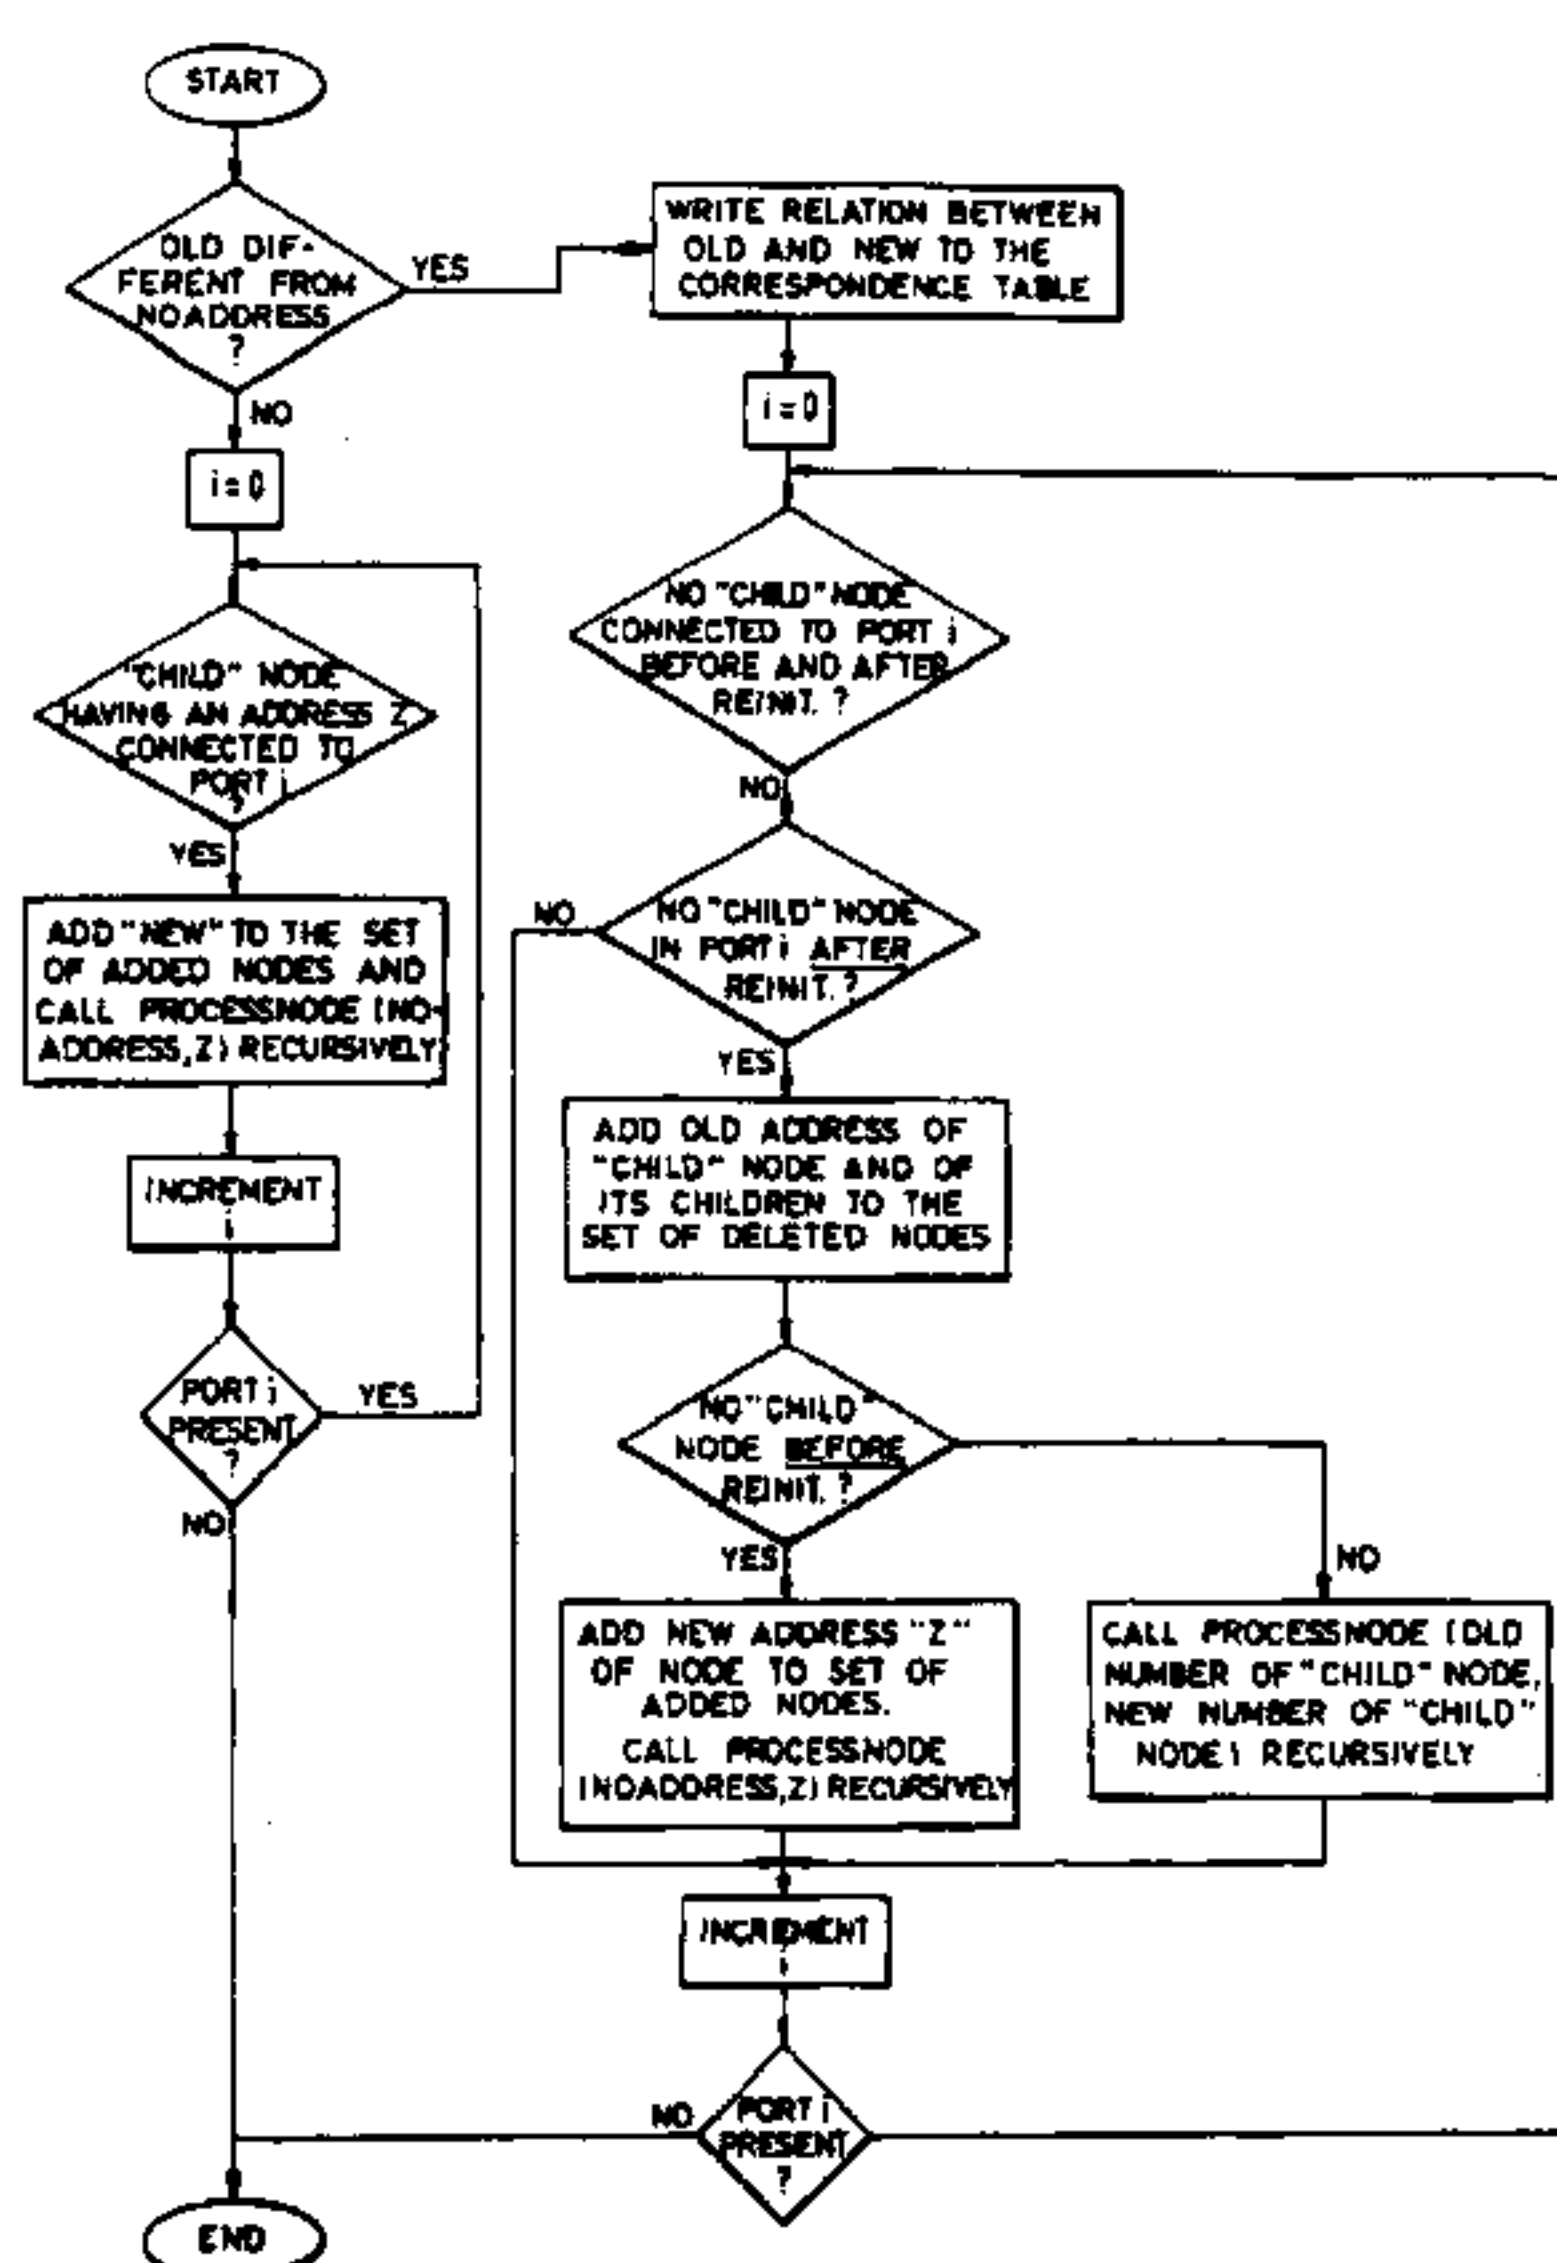 START
OLD DIF-
FERENT FROM
NOADDRESS
?
YES
NO
i=0
"CHILD" NODE
HAVING AN ADDRESS Z
CONNECTED TO
PORT i
?
YES
ADD "NEW" TO THE SET
OF ADDED NODES AND
CALL PROCESSNODE (NO-
ADDRESS,Z) RECURSIVELY
INCREMENT
i
PORT i
PRESENT
?
YES
NO
END
WRITE RELATION BETWEEN
OLD AND NEW TO THE
CORRESPONDENCE TABLE
i=0
NO "CHILD" NODE
CONNECTED TO PORT i
BEFORE AND AFTER
REINIT. ?
NO
NO "CHILD" NODE
IN PORT i AFTER
REINIT. ?
NO
YES
ADD OLD ADDRESS OF
"CHILD" NODE AND OF
ITS CHILDREN TO THE
SET OF DELETED NODES
NO "CHILD"
NODE BEFORE
REINIT. ?
YES
NO
ADD NEW ADDRESS "Z"
OF NODE TO SET OF
ADDED NODES.
CALL PROCESSNODE
(NOADDRESS,Z) RECURSIVELY
CALL PROCESSNODE (OLD
NUMBER OF "CHILD" NODE,
NEW NUMBER OF "CHILD"
NODE) RECURSIVELY
INCREMENT
i
PORT i
PRESENT
?
NO